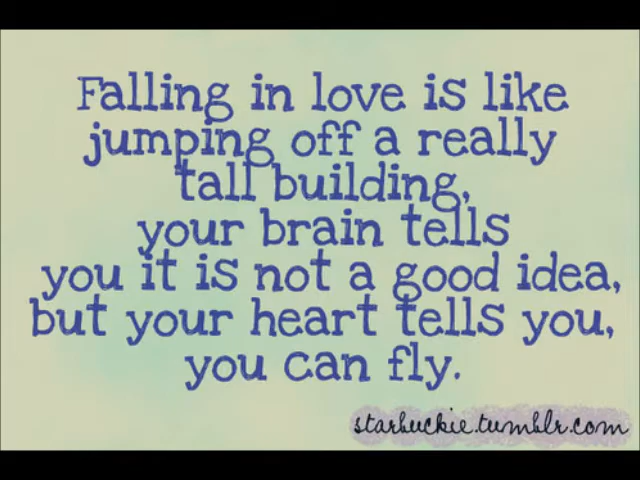 Falling in love is like
jumping off a really
tall building,
your brain tells
you it is not a good idea,
but your heart tells you,
you can fly.
starbuckie.tumblr.com